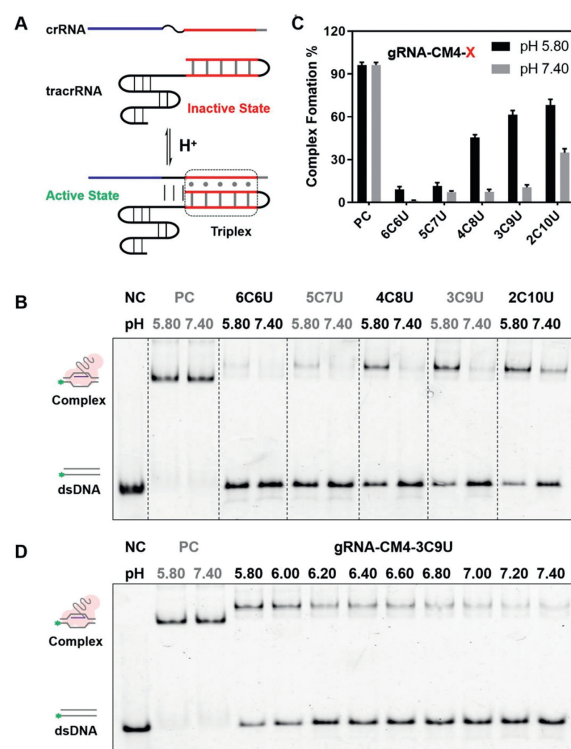 A
crRNA
tracrRNA
Inactive State
H⁺
Active State
Triplex
C
Complex Fomation %
gRNA-CM4-X
pH 5.80
pH 7.40
120
90
60
30
0
PC
6C6U
5C7U
4C8U
3C9U
2C10U
B
NC PC 6C6U 5C7U 4C8U 3C9U 2C10U
pH 5.80 7.40 5.80 7.40 5.80 7.40 5.80 7.40 5.80 7.40 5.80 7.40
Complex
dsDNA
D
NC PC gRNA-CM4-3C9U
pH 5.80 7.40 5.80 6.00 6.20 6.40 6.60 6.80 7.00 7.20 7.40
Complex
dsDNA